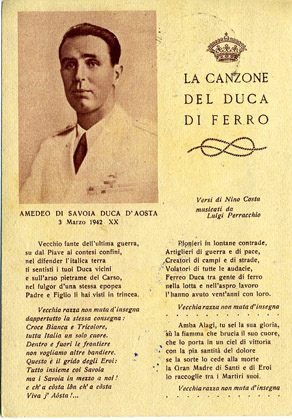 LA CANZONE
DEL DUCA
DI FERRO
Versi di Nino Costa
musicati da
Luigi Perracchio
AMEDEO DI SAVOIA DUCA D'AOSTA
3 Marzo 1942 XX
Vecchio fante dell'ultima guerra,
su dal Piave ai contesi confini,
nel difender l'italica terra
ti sentisti i tuoi Duca vicini
e sull'arso pietrame del Carso,
nel fulgor d'una stessa epopea
Padre e Figlio li hai visti in trincea.
Vecchia razza non muta d'insegna
dappertutto la stessa consegna:
Croce Bianca e Tricolore,
tutta Italia un solo cuore.
Dentro e fuori le frontiere
non vogliamo altre bandiere.
Questo è il grido degli Eroi:
Tutto insieme coi Savoia
ma i Savoia in mezzo a noi!
e ch'a còsta lòn ch'a còsta
Viva j' Aòsta!...
Pionieri in lontane contrade,
Artiglieri di guerra e di pace,
Creatori di campi e di strade,
Volatori di tutte le audacie,
Ferreo Duca tra gente di ferro
nella lotta e nell'aspro lavoro
l'hanno avuto vent'anni con loro.
Vecchia razza non muta d'insegna
Amba Alagi, tu sei la sua gloria,
sù la fiamma che brucia il suo cuore,
che lo porta in un ciel di vittoria
con la pia santità del dolore
se la sorte lo cede alla morte
la Gran Madre di Santi e di Eroi
lo raccoglie tra i Martiri suoi.
Vecchia razza non muta d'insegna